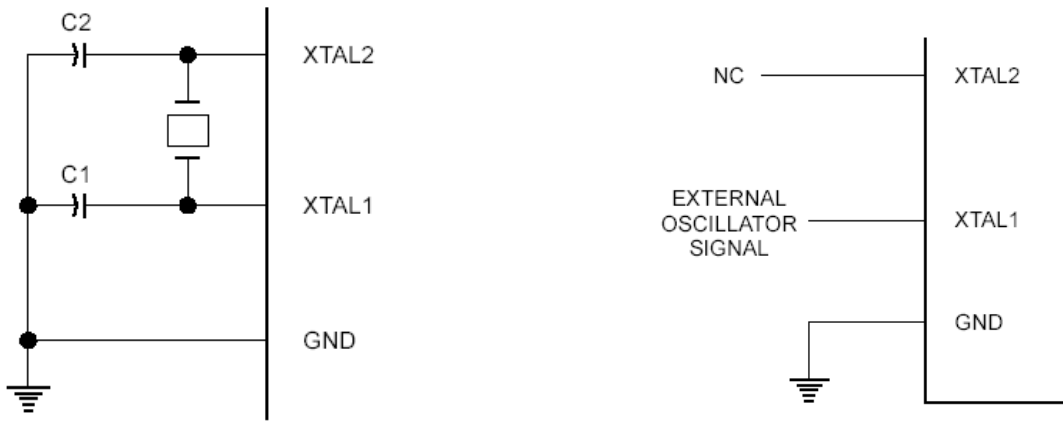 C2
XTAL2
C1
XTAL1
GND
NC
XTAL2
EXTERNAL
OSCILLATOR
SIGNAL
XTAL1
GND